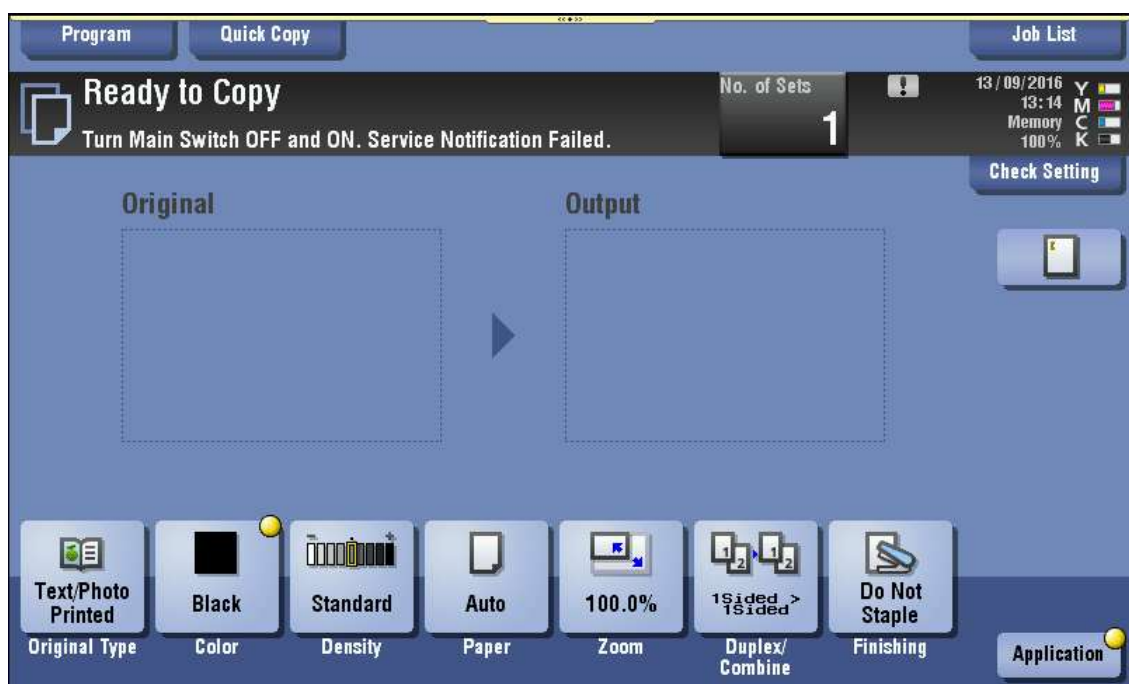 Program
Quick Copy
Job List
Ready to Copy
Turn Main Switch OFF and ON. Service Notification Failed.
No. of Sets
1
13/09/2016
13:14
Memory
100%
Y
M
C
K
Check Setting
Original
Output
Text/Photo
Printed
Original Type
Black
Color
Standard
Density
Auto
Paper
100.0%
Zoom
1Sided >
1Sided
Duplex/
Combine
Do Not
Staple
Finishing
Application